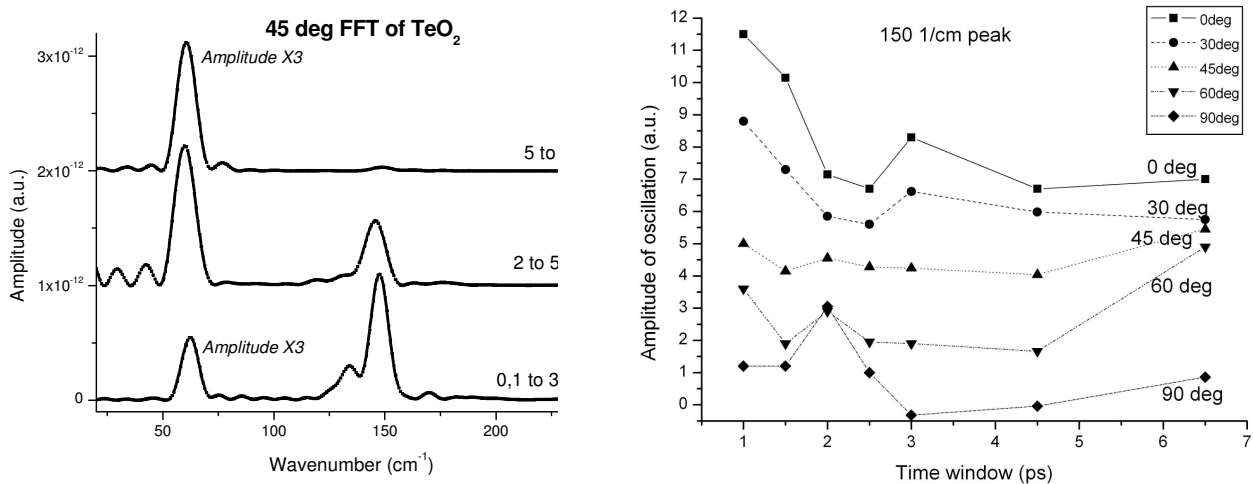 45 deg FFT of TeO₂
3x10⁻¹²
Amplitude X3
5 to
2x10⁻¹²
2 to 5
1x10⁻¹²
Amplitude X3
0,1 to 3
0
50
100
150
200
Wavenumber (cm⁻¹)
Amplitude (a.u.)
150 1/cm peak
0deg
30deg
45deg
60deg
90deg
12
11
10
9
8
7
6
5
4
3
2
1
0
0 deg
30 deg
45 deg
60 deg
90 deg
1
2
3
4
5
6
7
Time window (ps)
Amplitude of oscillation (a.u.)